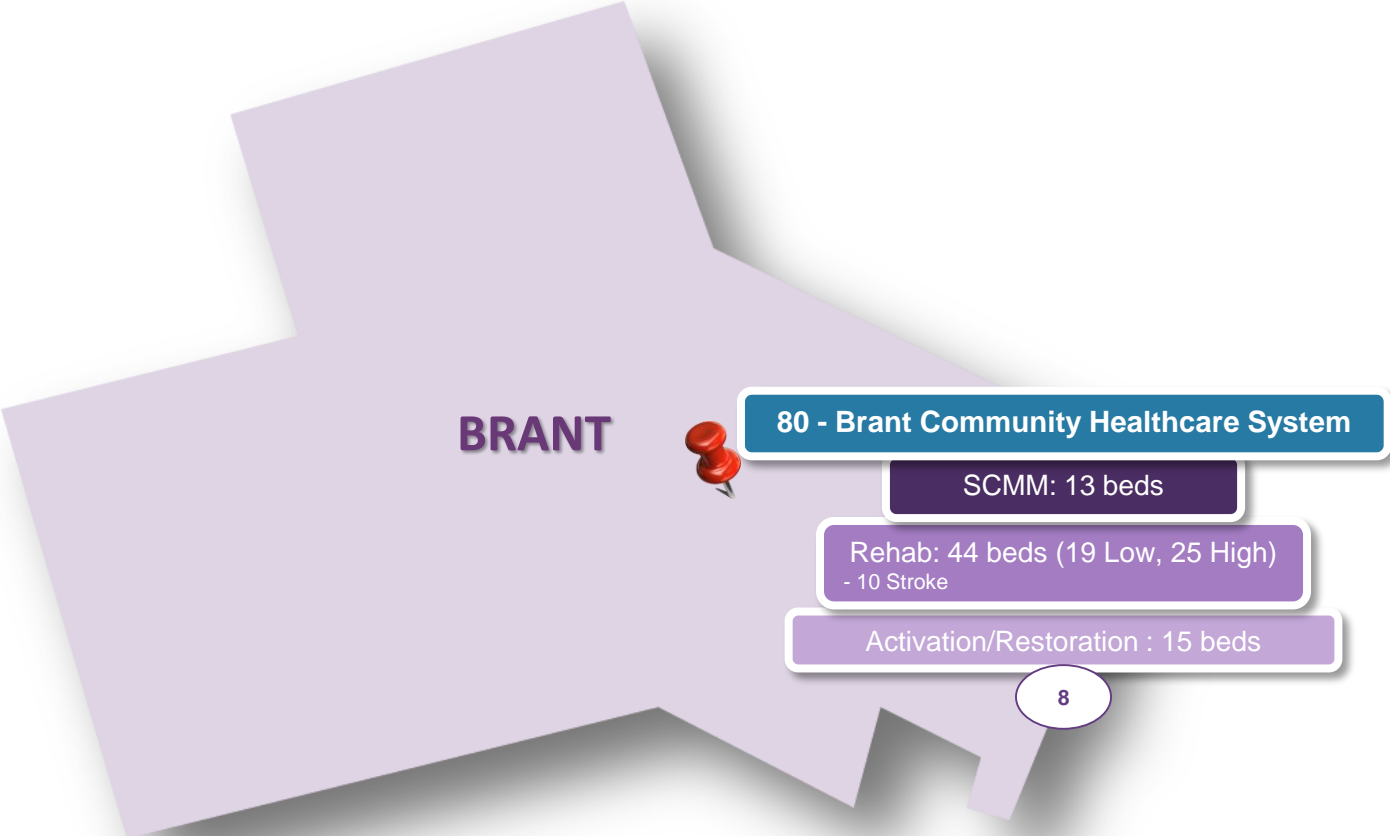 BRANT
80 - Brant Community Healthcare System
SCMM: 13 beds
Rehab: 44 beds (19 Low, 25 High)
- 10 Stroke
Activation/Restoration : 15 beds
8